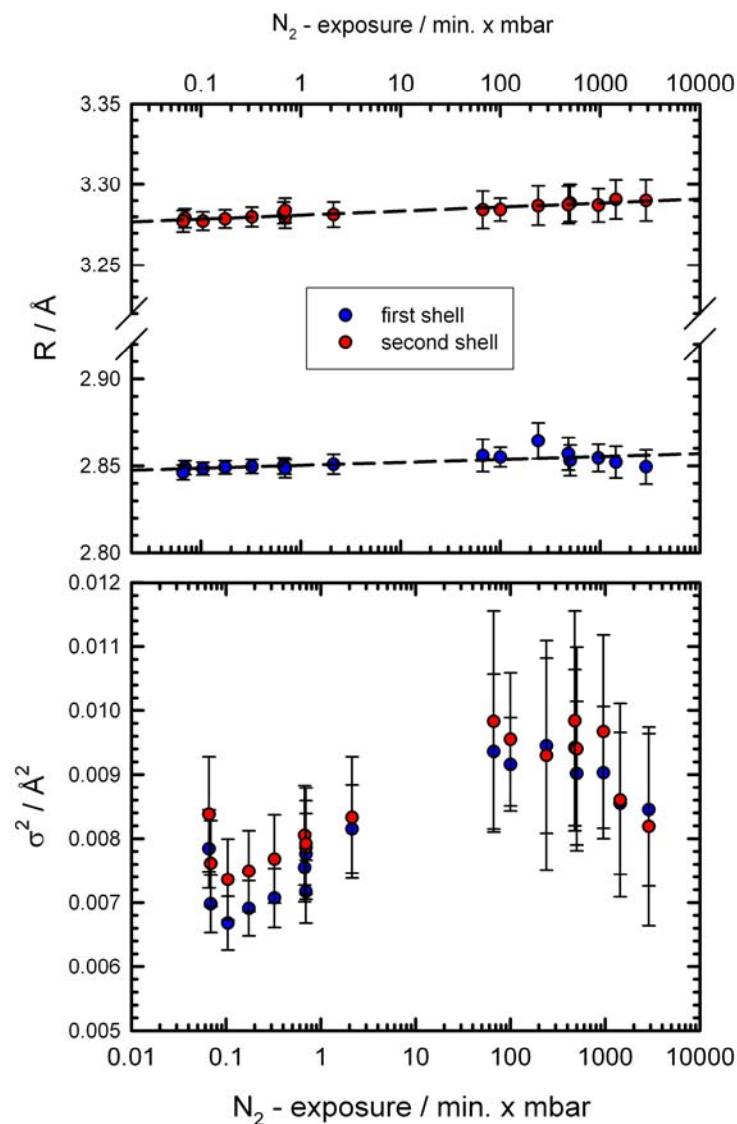 N₂ - exposure / min. x mbar
0.1 1 10 100 1000 10000
3.35
3.30
3.25
R / Å
first shell
second shell
2.90
2.85
2.80
0.012
0.011
0.010
0.009
σ² / Å²
0.008
0.007
0.006
0.005
0.01 0.1 1 10 100 1000 10000
N₂ - exposure / min. x mbar